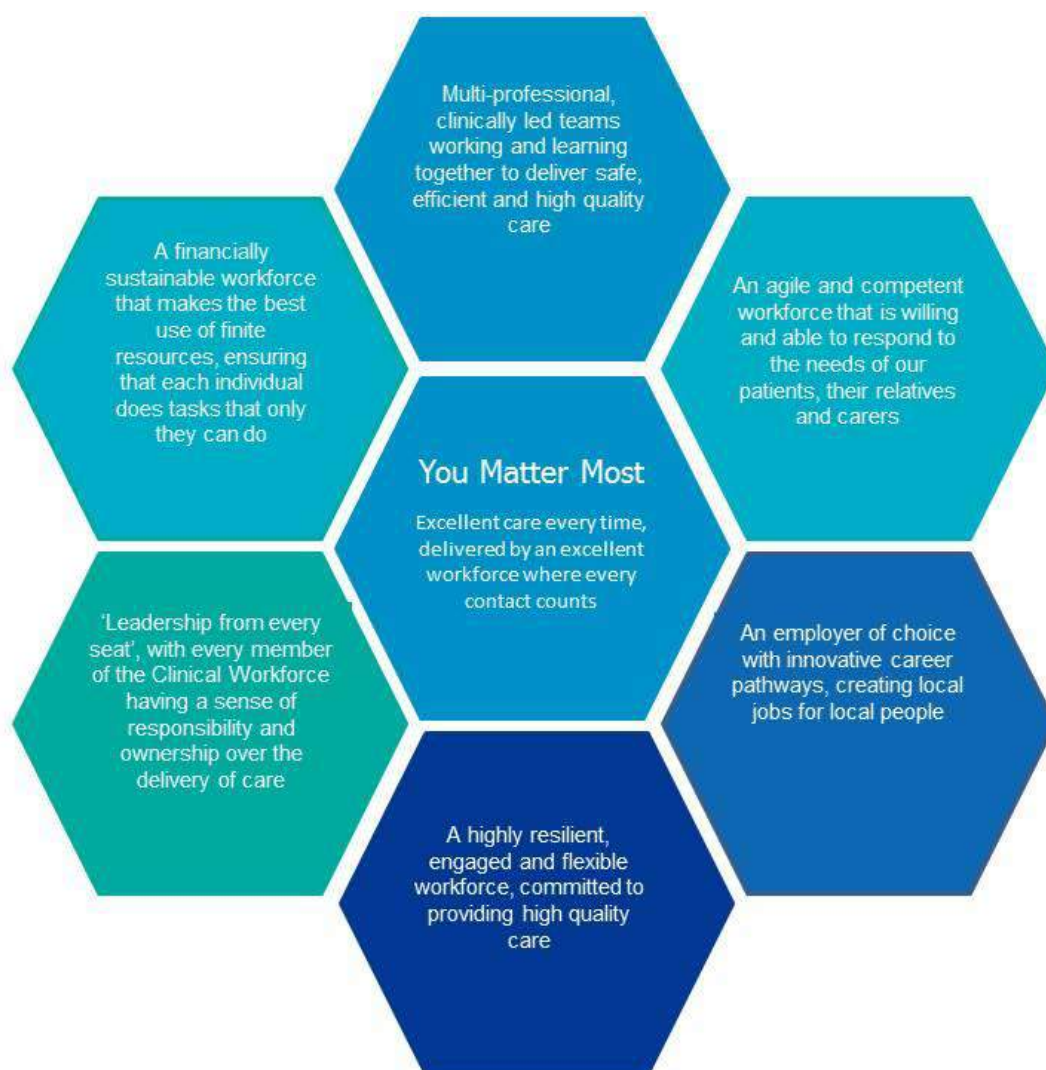 Multi-professional,
clinically led teams
working and learning
together to deliver safe,
efficient and high quality
care
A financially
sustainable workforce
that makes the best
use of finite
resources, ensuring
that each individual
does tasks that only
they can do
An agile and competent
workforce that is willing
and able to respond to
the needs of our
patients, their relatives
and carers
You Matter Most
Excellent care every time,
delivered by an excellent
workforce where every
contact counts
‘Leadership from every
seat’, with every member
of the Clinical Workforce
having a sense of
responsibility and
ownership over the
delivery of care
An employer of choice
with innovative career
pathways, creating local
jobs for local people
A highly resilient,
engaged and flexible
workforce, committed to
providing high quality
care